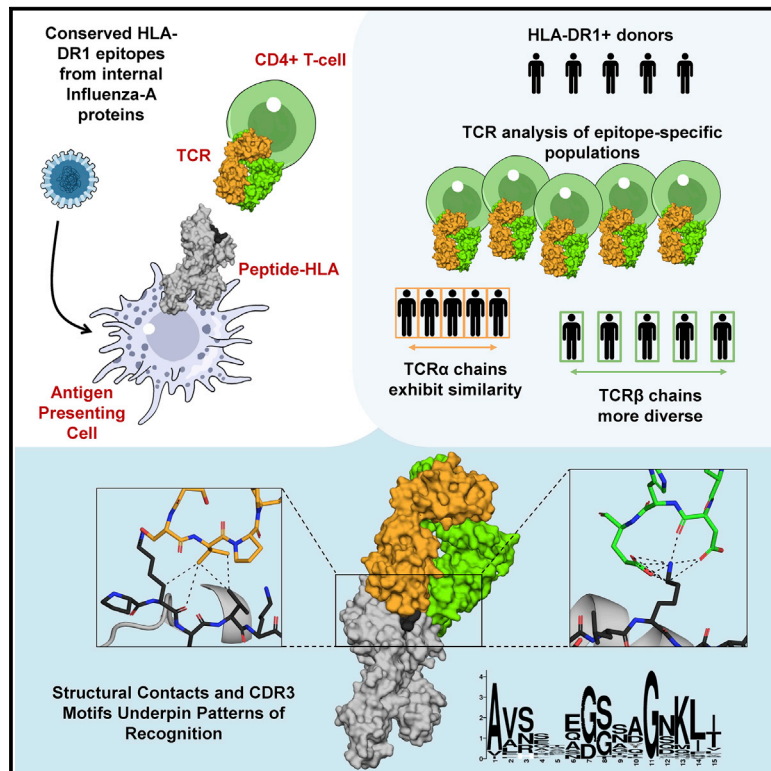 Conserved HLA-
DR1 epitopes
from internal
Influenza-A
proteins
CD4+ T-cell
TCR
Peptide-HLA
Antigen
Presenting
Cell
HLA-DR1+ donors
TCR analysis of epitope-specific
populations
TCRα chains
exhibit similarity
TCRβ chains
more diverse
Structural Contacts and CDR3
Motifs Underpin Patterns of
Recognition